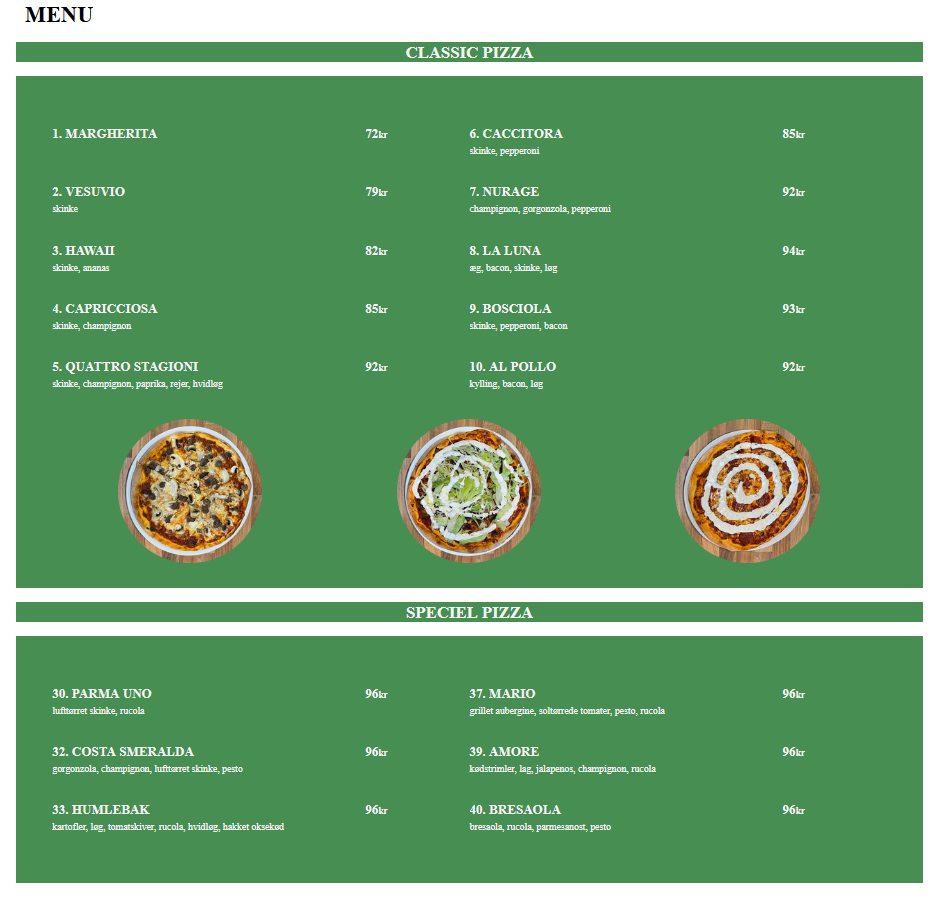 MENU
CLASSIC PIZZA
1. MARGHERITA 72kr
2. VESUVIO 79kr
skinke
3. HAWAII 82kr
skinke, ananas
4. CAPRICCIOSA 85kr
skinke, champignon
5. QUATTRO STAGIONI 92kr
skinke, champignon, paprika, rejer, hvidløg
6. CACCITORA 85kr
skinke, pepperoni
7. NURAGE 92kr
champignon, gorgonzola, pepperoni
8. LA LUNA 94kr
æg, bacon, skinke, løg
9. BOSCIOLA 93kr
skinke, pepperoni, bacon
10. AL POLLO 92kr
kylling, bacon, løg
SPECIEL PIZZA
30. PARMA UNO 96kr
lufttørret skinke, rucola
32. COSTA SMERALDA 96kr
gorgonzola, champignon, lufttørret skinke, pesto
33. HUMLEBAK 96kr
kartofler, løg, tomatskiver, rucola, hvidløg, hakket oksekød
37. MARIO 96kr
grillet aubergine, soltørrede tomater, pesto, rucola
39. AMORE 96kr
kødstrimler, lag, jalapenos, champignon, rucola
40. BRESAOLA 96kr
bresaola, rucola, parmesanost, pesto